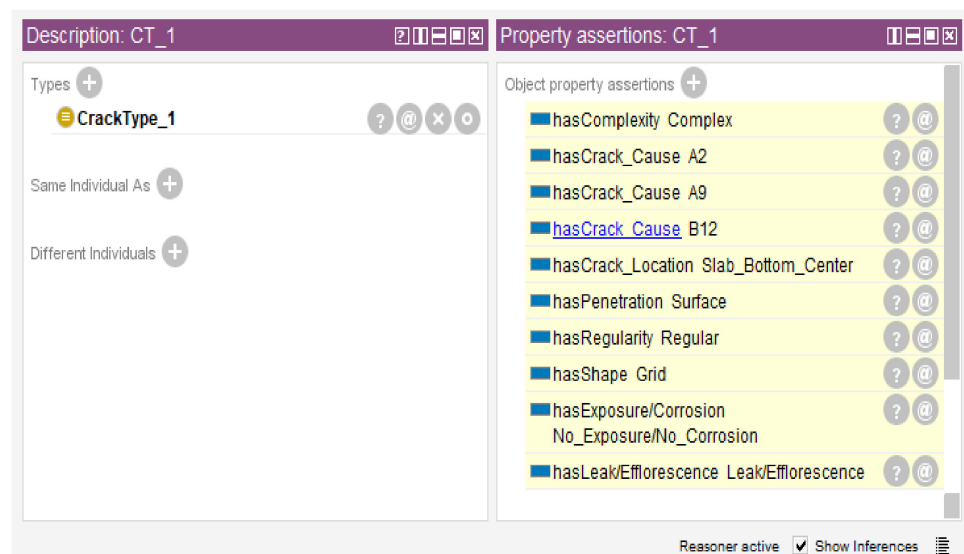 Description: CT_1
Property assertions: CT_1
Types
CrackType_1
Same Individual As
Different Individuals
Object property assertions
hasComplexity Complex
hasCrack_Cause A2
hasCrack_Cause A9
hasCrack_Cause B12
hasCrack_Location Slab_Bottom_Center
hasPenetration Surface
hasRegularity Regular
hasShape Grid
hasExposure/Corrosion
No_Exposure/No_Corrosion
hasLeak/Efflorescence Leak/Efflorescence
Reasoner active Show Inferences